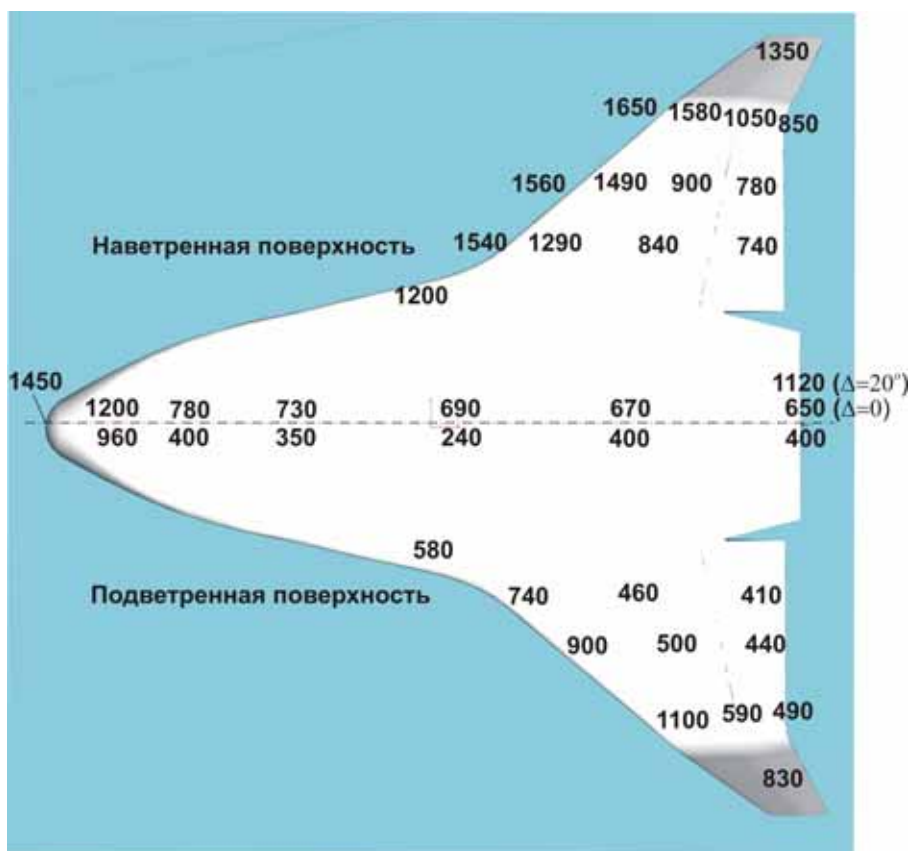 1350
1650 1580 1050 850
1560 1490 900 780
Наветренная поверхность 1540 1290 840 740
1200
1450 1120 (Δ=20°)
1200 780 730 690 670 650 (Δ=0)
960 400 350 240 400 400
580
Подветренная поверхность 740 460 410
900 500 440
1100 590 490
830